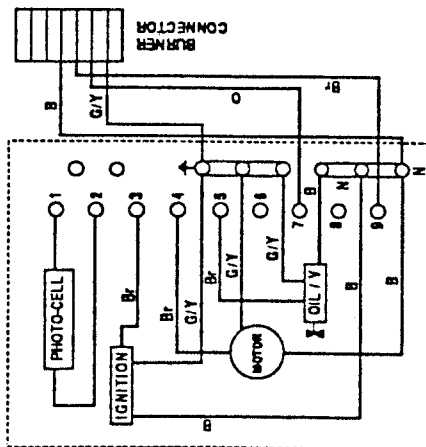 BURNER
CONNECTOR
B
G/Y
O
Br
1
2
3
4
5
6
7
8
9
B
N
N
PHOTO-CELL
Br
IGNITION
Br
G/Y
Br
G/Y
G/Y
MOTOR
OIL / V
B
B
B